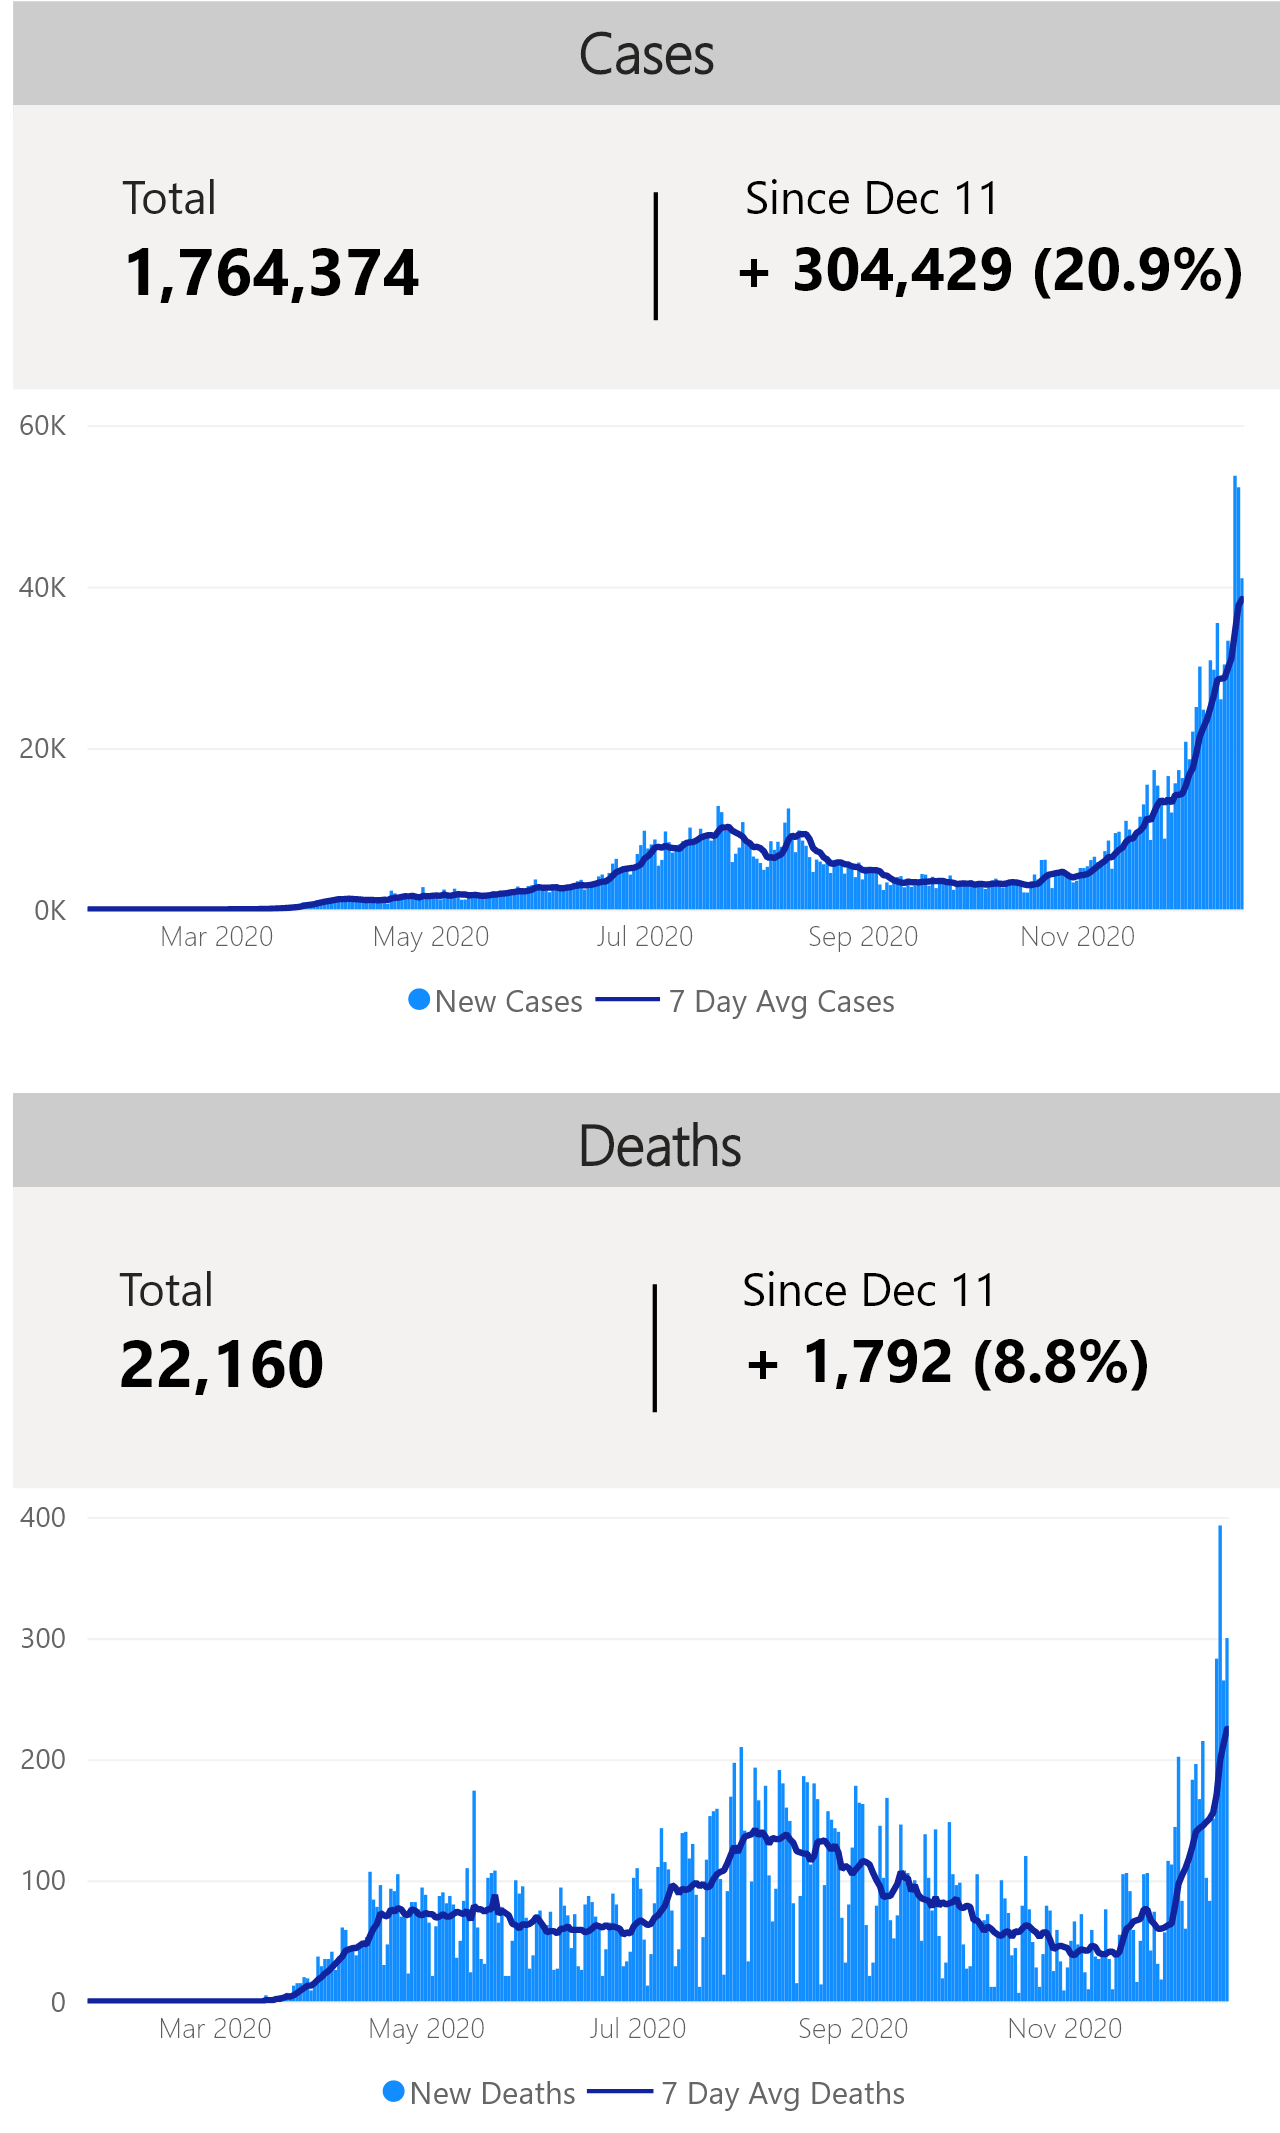 Cases
Total
Since Dec 11
1,764,374
+ 304,429 (20.9%)
60K
40K
20K
0K
Mar 2020
May 2020
Jul 2020
Sep 2020
Nov 2020
New Cases
7 Day Avg Cases
Deaths
Total
Since Dec 11
22,160
+ 1,792 (8.8%)
400
300
200
100
0
Mar 2020
May 2020
Jul 2020
Sep 2020
Nov 2020
New Deaths
7 Day Avg Deaths